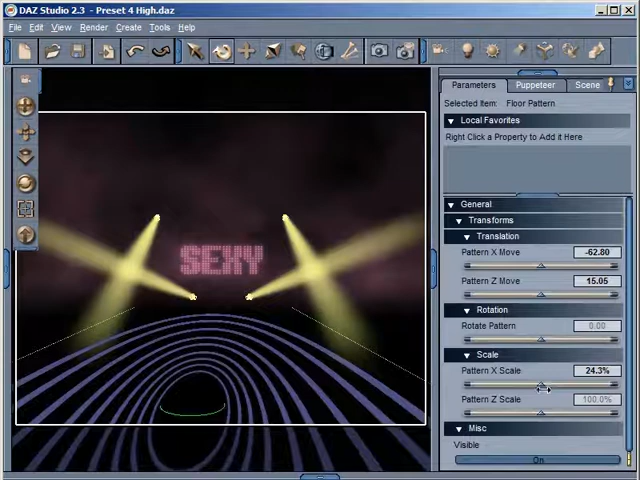 DAZ Studio 2.3 - Preset 4 High.daz
File Edit View Render Create Tools Help
Parameters Puppeteer Scene
Selected Item: Floor Pattern
Local Favorites
Right Click a Property to Add it Here
General
Transforms
Translation
Pattern X Move -62.80
Pattern Z Move 15.05
Rotation
Rotate Pattern 0.00
Scale
Pattern X Scale 24.3%
Pattern Z Scale 100.0%
Misc
Visible
On
SEXY